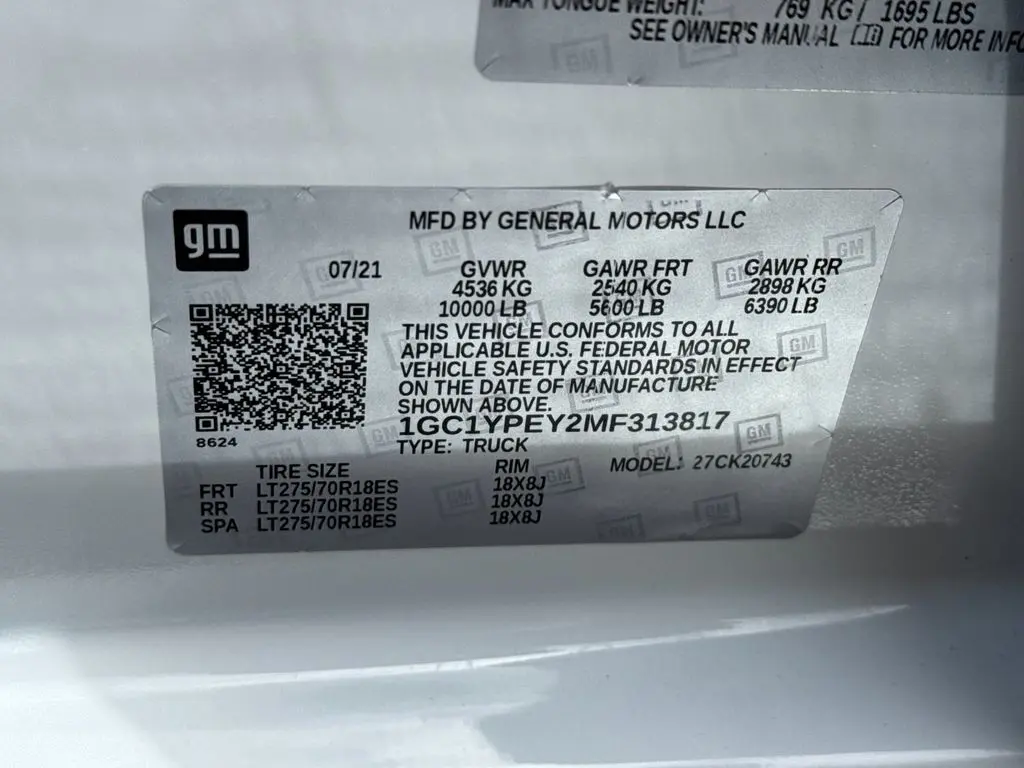 MAX TONGUE WEIGHT: 769 KG / 1695 LBS
SEE OWNER'S MANUAL FOR MORE INFO
gm
MFD BY GENERAL MOTORS LLC
07/21 GVWR GAWR FRT GAWR RR
4536 KG 2540 KG 2898 KG
10000 LB 5600 LB 6390 LB
THIS VEHICLE CONFORMS TO ALL
APPLICABLE U.S. FEDERAL MOTOR
VEHICLE SAFETY STANDARDS IN EFFECT
ON THE DATE OF MANUFACTURE
SHOWN ABOVE.
8624
1GC1YPEY2MF313817
TYPE: TRUCK
MODEL: 27CK20743
TIRE SIZE RIM
FRT LT275/70R18ES 18X8J
RR LT275/70R18ES 18X8J
SPA LT275/70R18ES 18X8J